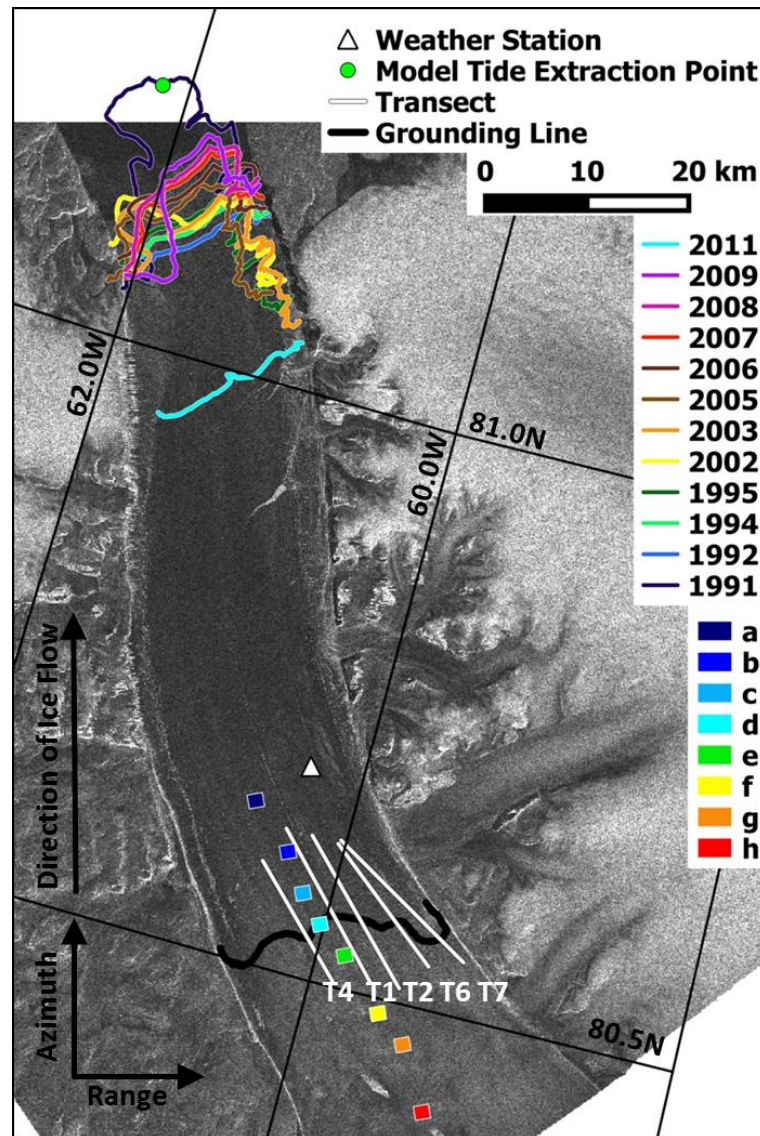 Weather Station
Model Tide Extraction Point
Transect
Grounding Line
0 10 20 km
2011
2009
2008
2007
2006
2005
2003
2002
1995
1994
1992
1991
62.0W
81.0N
60.0W
a
b
c
d
e
f
g
h
Direction of Ice Flow
T4 T1 T2 T6 T7
80.5N
Azimuth
Range